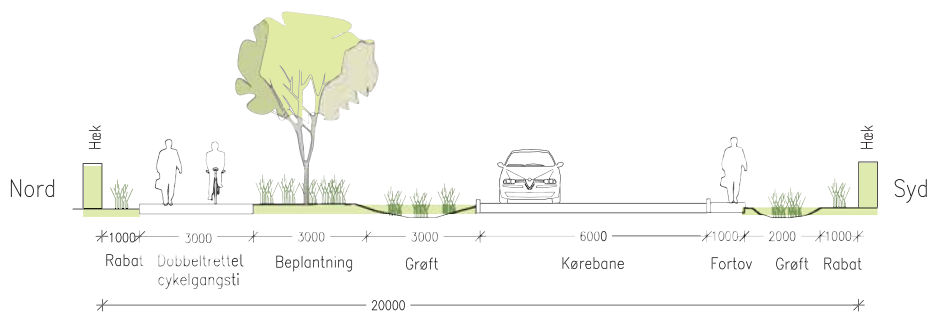 Hæk
Hæk
Nord
Syd
1000
3000
3000
3000
6000
1000
2000
1000
Rabat
Dobbeltrettet
cykelgangsti
Beplantning
Grøft
Kørebane
Fortov
Grøft
Rabat
20000